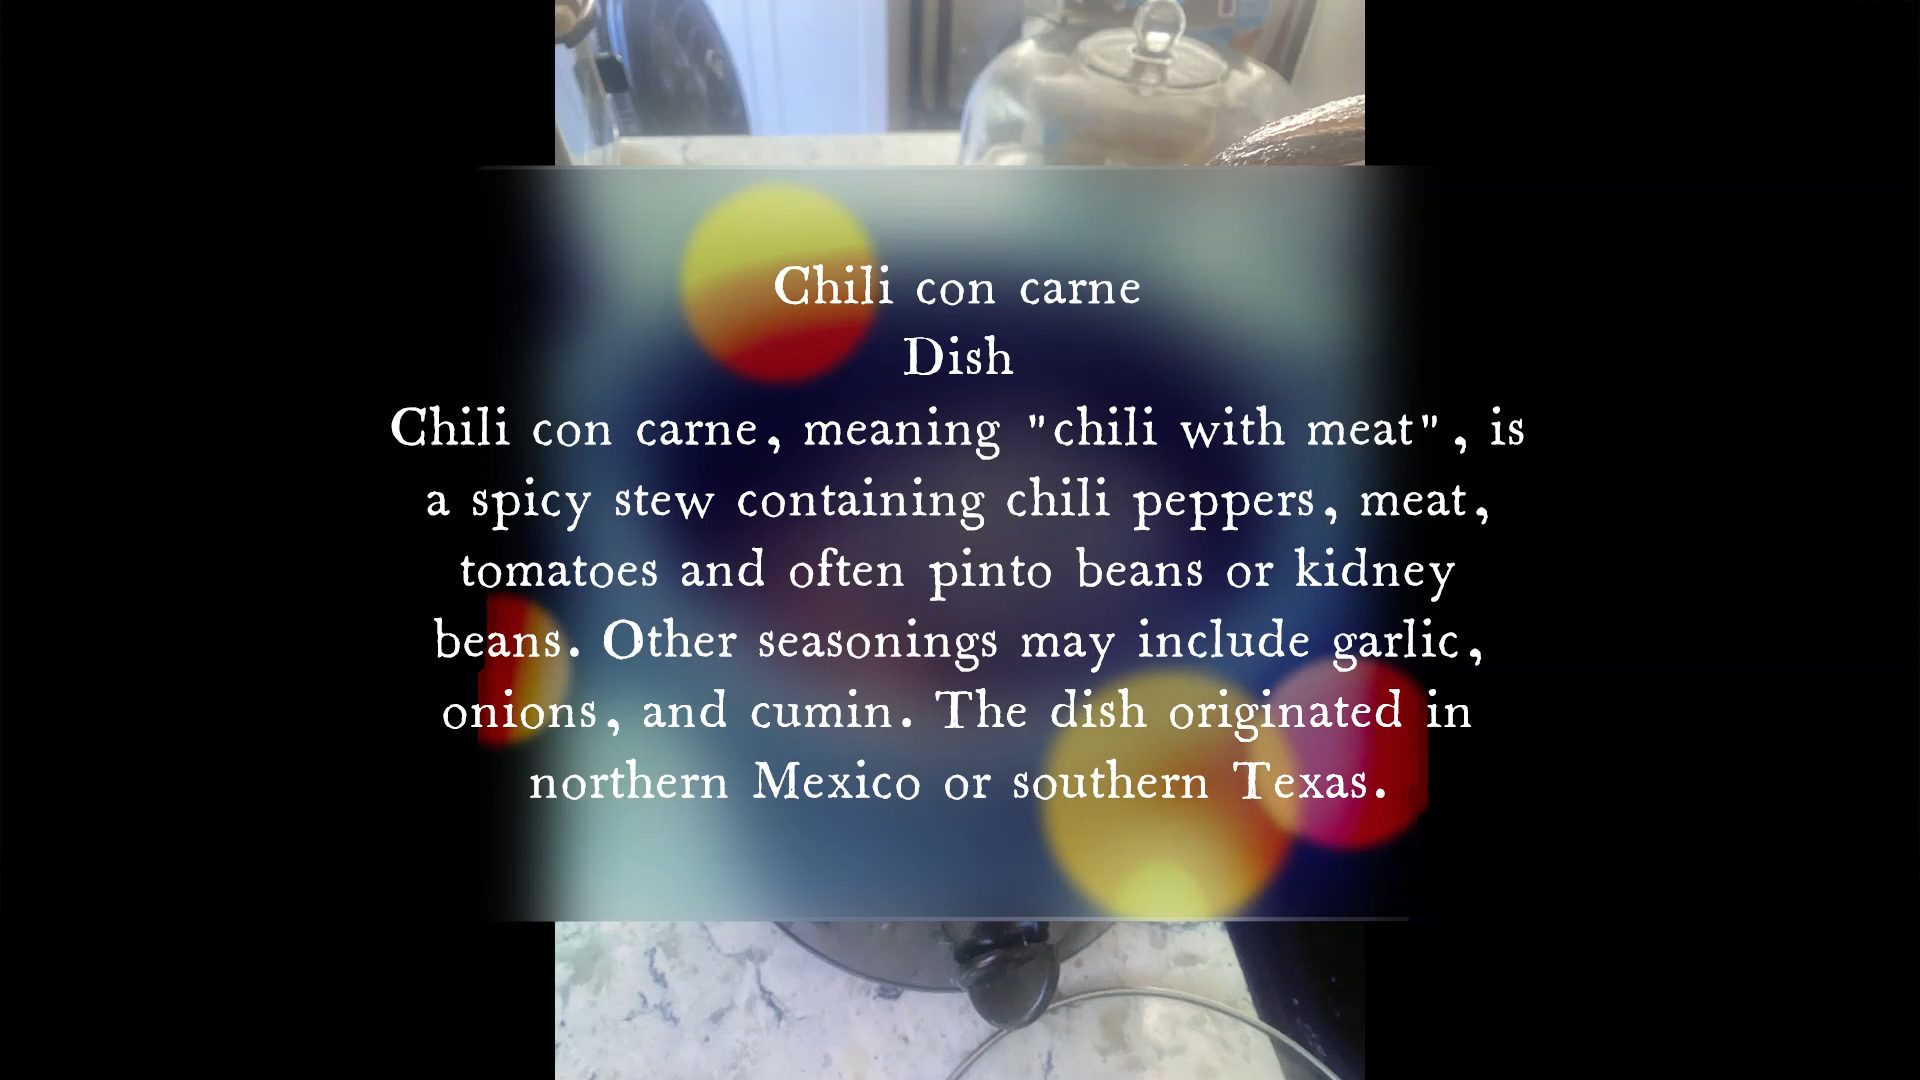 Chili con carne
Dish
Chili con carne, meaning "chili with meat", is
a spicy stew containing chili peppers, meat,
tomatoes and often pinto beans or kidney
beans. Other seasonings may include garlic,
onions, and cumin. The dish originated in
northern Mexico or southern Texas.